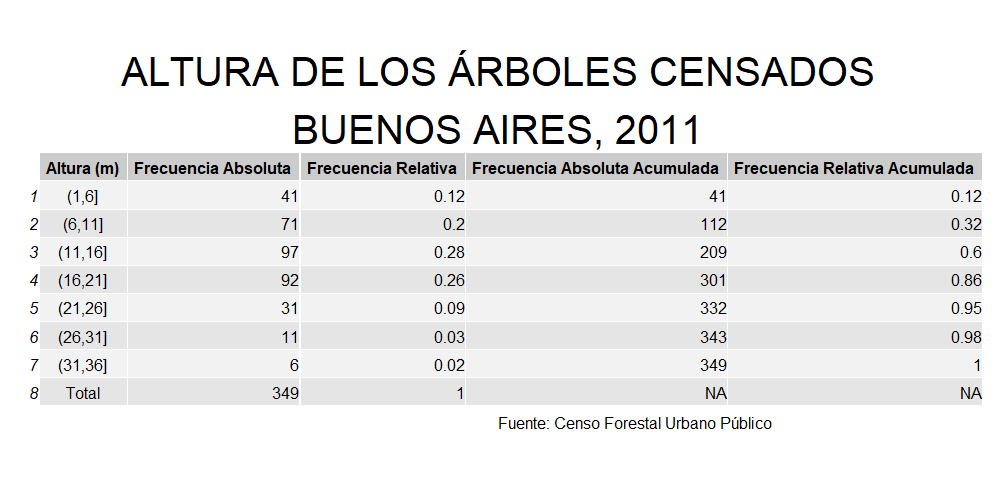 ALTURA DE LOS ÁRBOLES CENSADOS
BUENOS AIRES, 2011
Altura (m) Frecuencia Absoluta Frecuencia Relativa Frecuencia Absoluta Acumulada Frecuencia Relativa Acumulada
1 (1,6] 41 0.12 41 0.12
2 (6,11] 71 0.2 112 0.32
3 (11,16] 97 0.28 209 0.6
4 (16,21] 92 0.26 301 0.86
5 (21,26] 31 0.09 332 0.95
6 (26,31] 11 0.03 343 0.98
7 (31,36] 6 0.02 349 1
8 Total 349 1 NA NA
Fuente: Censo Forestal Urbano Público